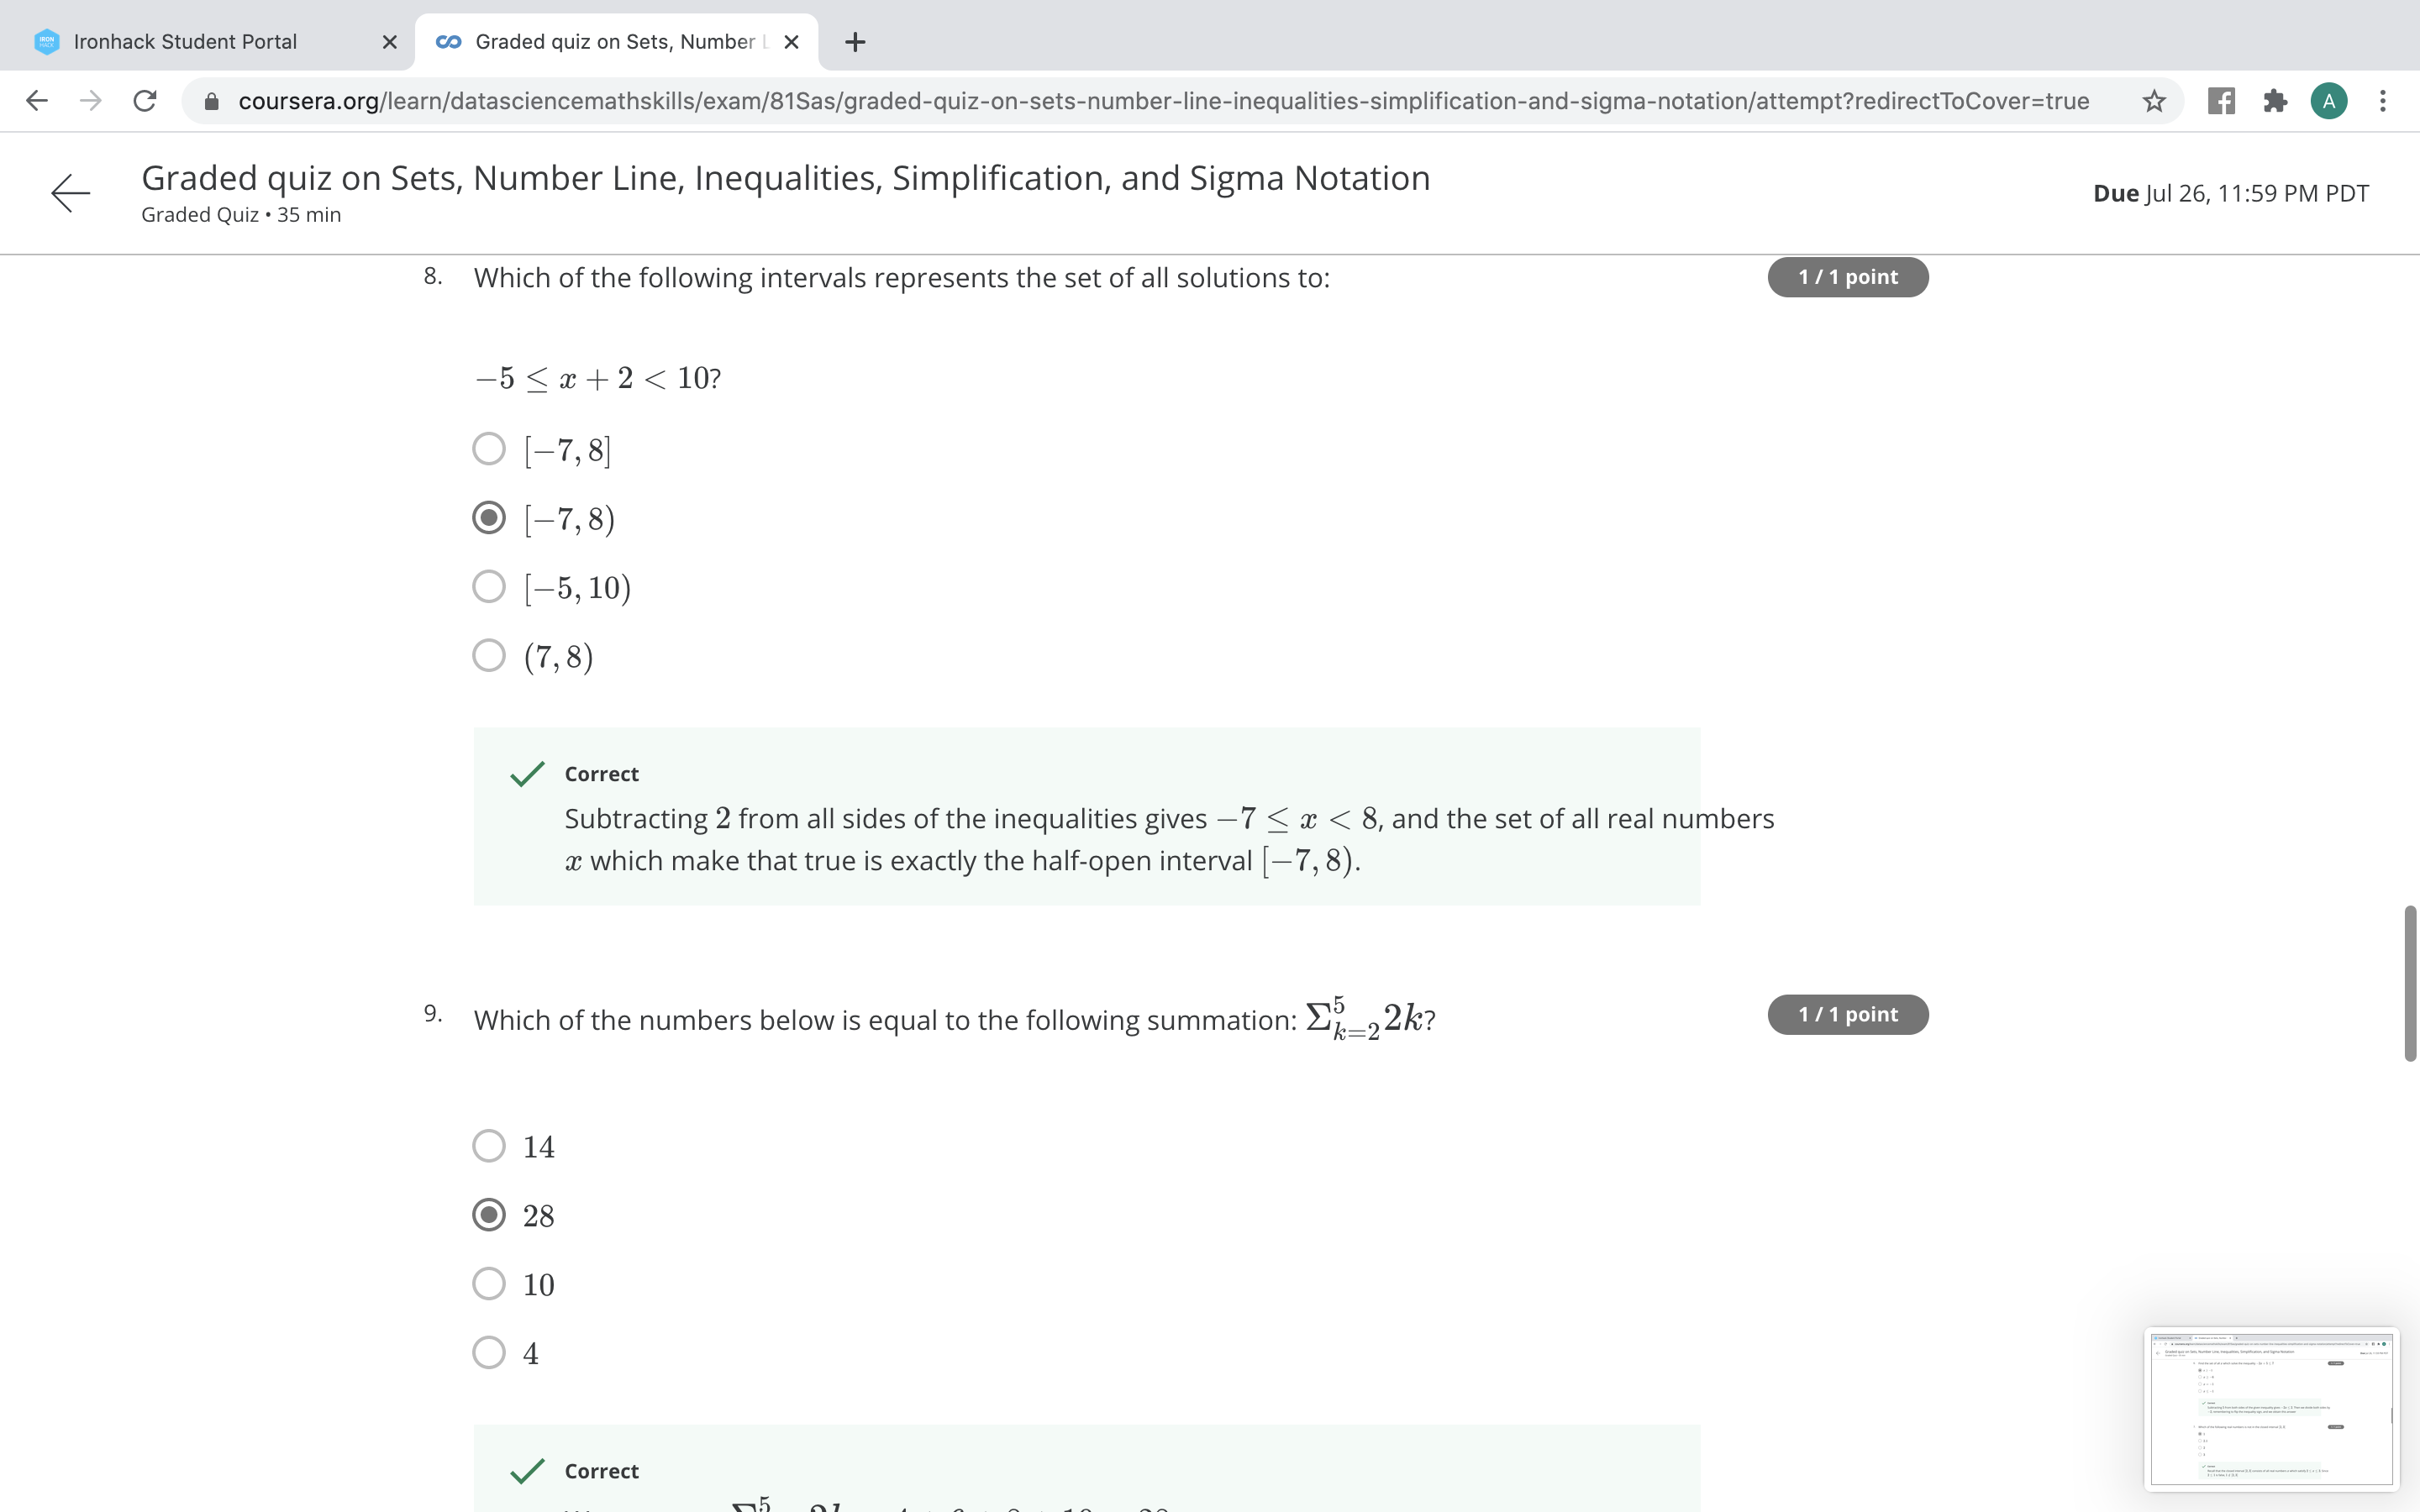 Ironhack Student Portal
Graded quiz on Sets, Number L
coursera.org/learn/datasciencemathskills/exam/81Sas/graded-quiz-on-sets-number-line-inequalities-simplification-and-sigma-notation/attempt?redirectToCover=true
A
Graded quiz on Sets, Number Line, Inequalities, Simplification, and Sigma Notation
Graded Quiz • 35 min
Due Jul 26, 11:59 PM PDT
8. Which of the following intervals represents the set of all solutions to:
1 / 1 point
−5 ≤ x + 2 < 10?
[−7, 8]
[−7, 8)
[−5, 10)
(7, 8)
Correct
Subtracting 2 from all sides of the inequalities gives −7 ≤ x < 8, and the set of all real numbers
x which make that true is exactly the half-open interval [−7, 8).
9. Which of the numbers below is equal to the following summation: Σ⁵ₖ₌₂ 2k?
1 / 1 point
14
28
10
4
Correct